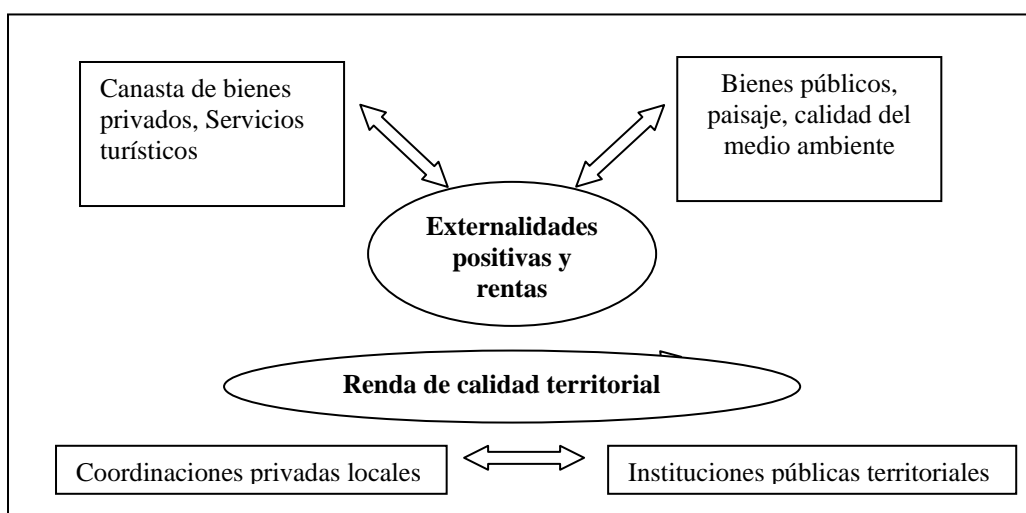 Canasta de bienes
privados, Servicios
turísticos
Bienes públicos,
paisaje, calidad del
medio ambiente
Externalidades
positivas y
rentas
Renda de calidad territorial
Coordinaciones privadas locales
Instituciones públicas territoriales